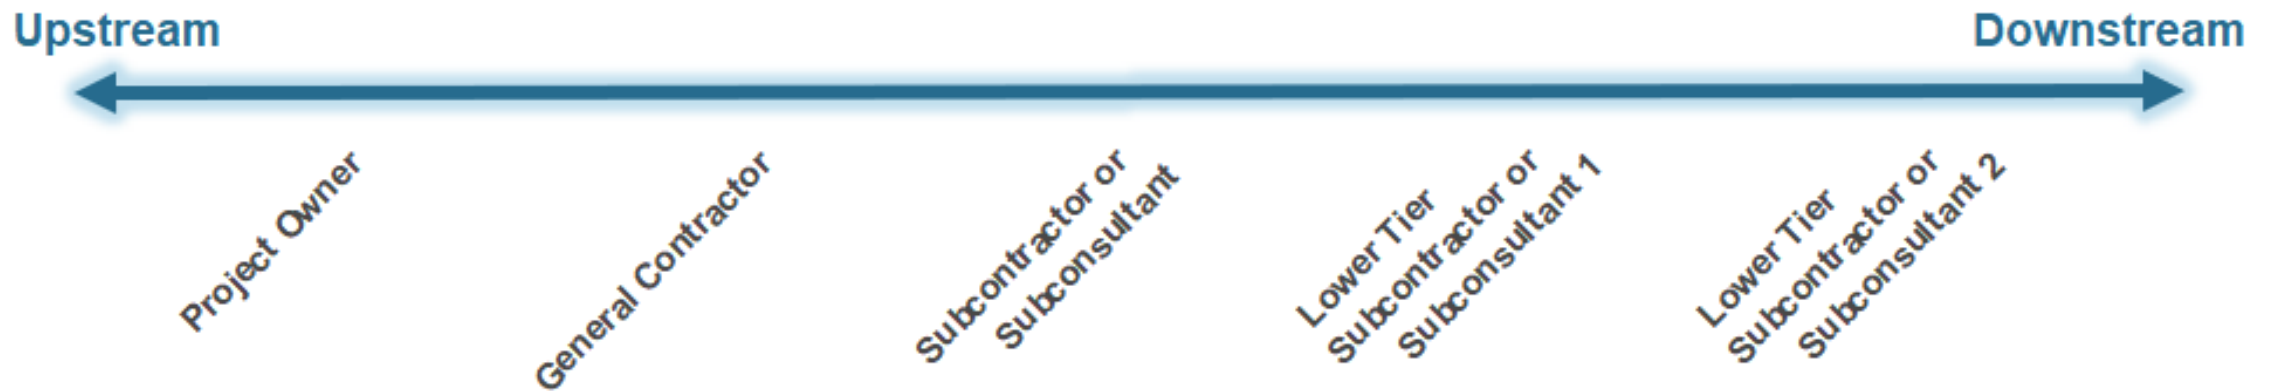 Upstream
Downstream
Project Owner
General Contractor
Subcontractor or
Subconsultant
Lower Tier
Subcontractor or
Subconsultant 1
Lower Tier
Subcontractor or
Subconsultant 2